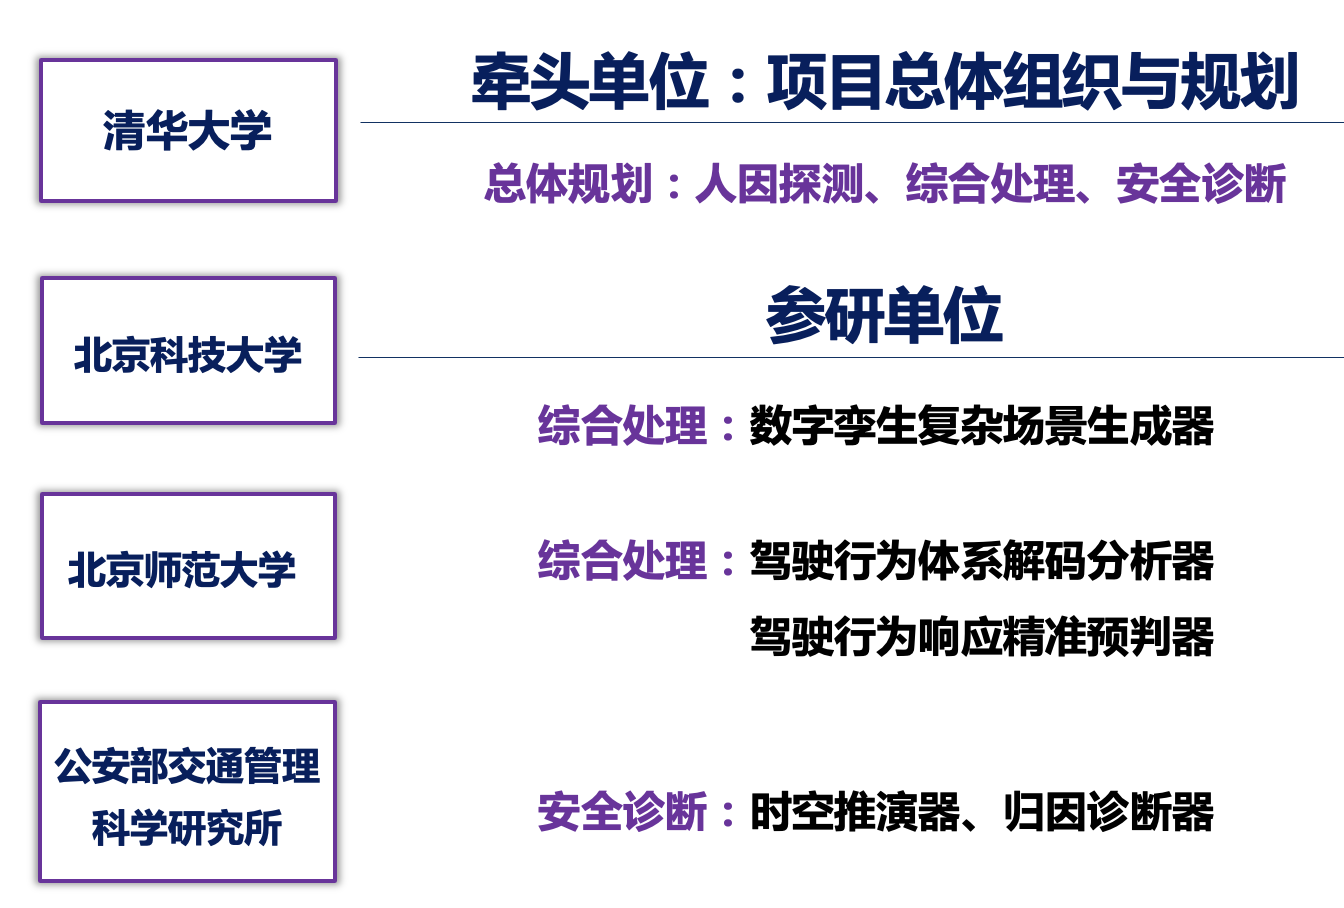 清华大学
牵头单位：项目总体组织与规划
总体规划：人因探测、综合处理、安全诊断
北京科技大学
参研单位
综合处理：数字孪生复杂场景生成器
北京师范大学
综合处理：驾驶行为体系解码分析器
驾驶行为响应精准预判器
公安部交通管理
科学研究所
安全诊断：时空推演器、归因诊断器